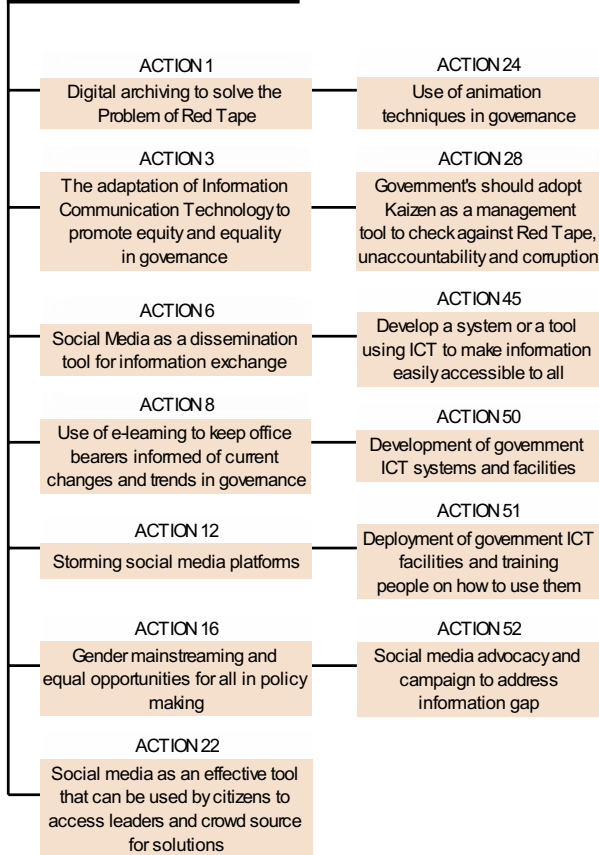 ACTION 1
Digital archiving to solve the
Problem of Red Tape
ACTION 24
Use of animation
techniques in governance
ACTION 3
The adaptation of Information
Communication Technology to
promote equity and equality
in governance
ACTION 28
Government's should adopt
Kaizen as a management
tool to check against Red Tape,
unaccountability and corruption
ACTION 6
Social Media as a dissemination
tool for information exchange
ACTION 45
Develop a system or a tool
using ICT to make information
easily accessible to all
ACTION 8
Use of e-learning to keep office
bearers informed of current
changes and trends in governance
ACTION 50
Development of government
ICT systems and facilities
ACTION 12
Storming social media platforms
ACTION 51
Deployment of government ICT
facilities and training
people on how to use them
ACTION 16
Gender mainstreaming and
equal opportunities for all in policy
making
ACTION 52
Social media advocacy and
campaign to address
information gap
ACTION 22
Social media as an effective tool
that can be used by citizens to
access leaders and crowd source
for solutions